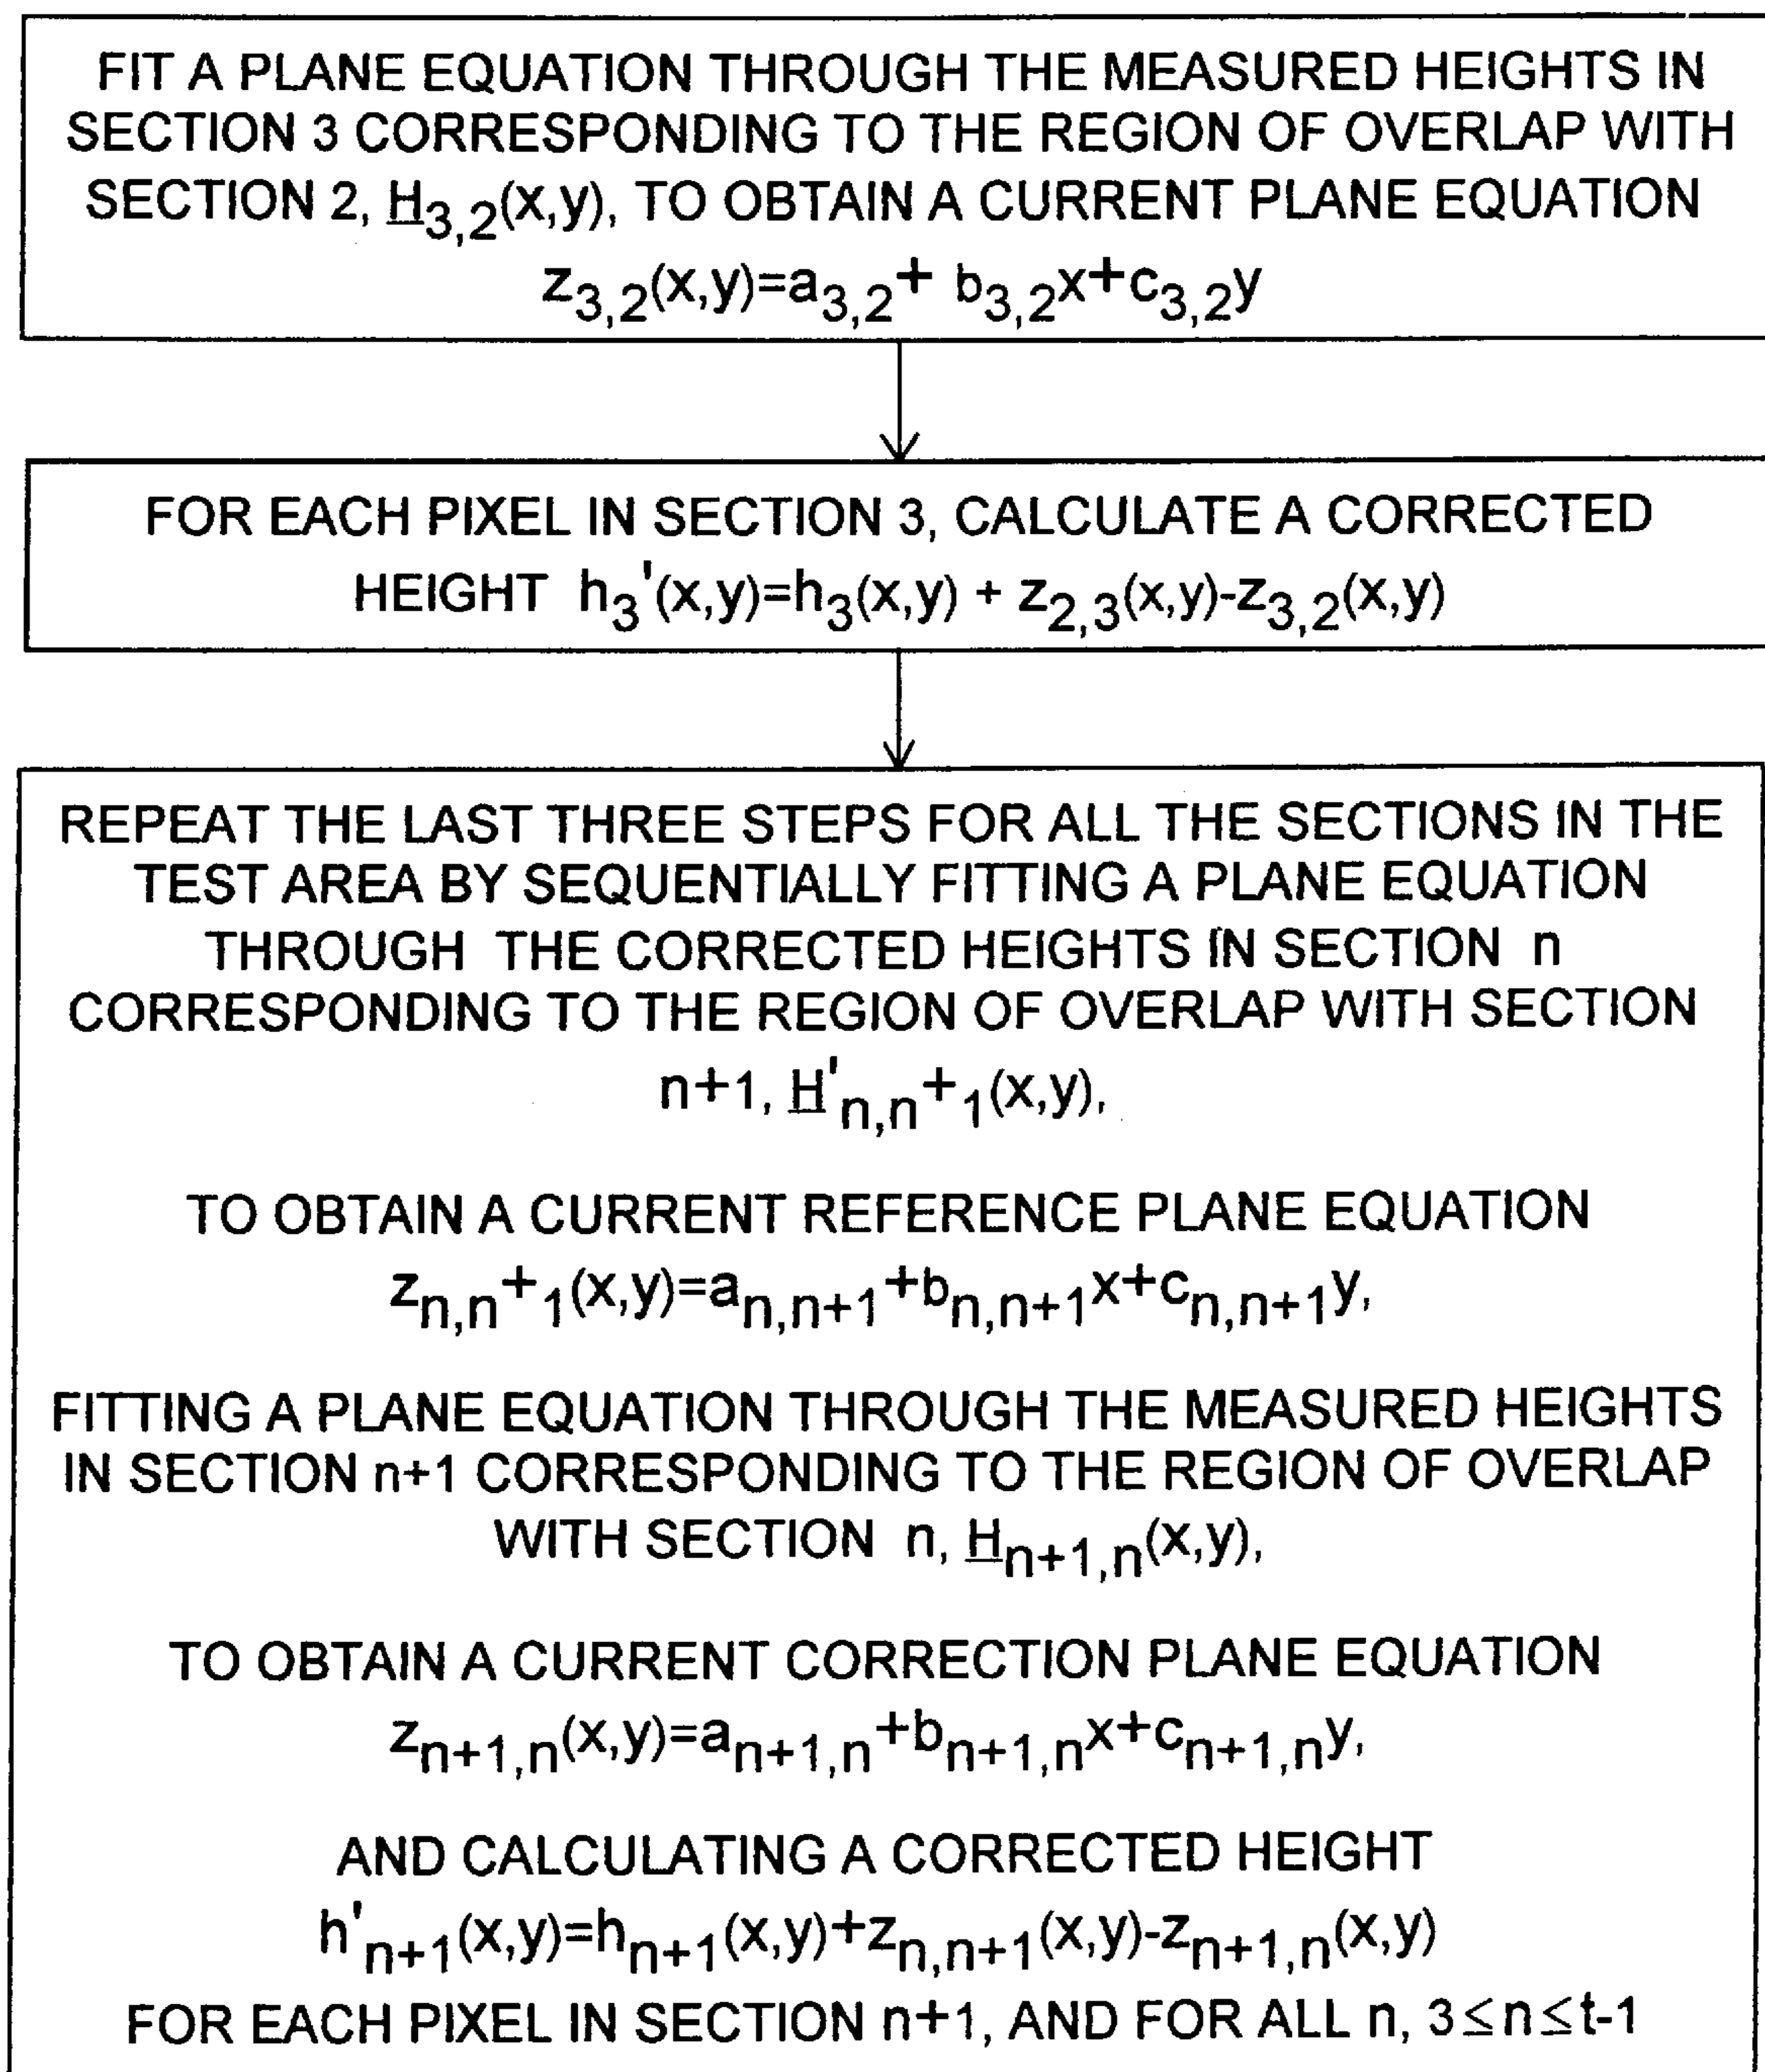 FIT A PLANE EQUATION THROUGH THE MEASURED HEIGHTS IN
SECTION 3 CORRESPONDING TO THE REGION OF OVERLAP WITH
SECTION 2, H₃,₂(x,y), TO OBTAIN A CURRENT PLANE EQUATION
z₃,₂(x,y)=a₃,₂+ b₃,₂x+c₃,₂y
FOR EACH PIXEL IN SECTION 3, CALCULATE A CORRECTED
HEIGHT h₃'(x,y)=h₃(x,y) + z₂,₃(x,y)-z₃,₂(x,y)
REPEAT THE LAST THREE STEPS FOR ALL THE SECTIONS IN THE
TEST AREA BY SEQUENTIALLY FITTING A PLANE EQUATION
THROUGH THE CORRECTED HEIGHTS IN SECTION n
CORRESPONDING TO THE REGION OF OVERLAP WITH SECTION
n+1, H'ₙ,ₙ₊₁(x,y),
TO OBTAIN A CURRENT REFERENCE PLANE EQUATION
zₙ,ₙ₊₁(x,y)=aₙ,ₙ₊₁+bₙ,ₙ₊₁x+cₙ,ₙ₊₁y,
FITTING A PLANE EQUATION THROUGH THE MEASURED HEIGHTS
IN SECTION n+1 CORRESPONDING TO THE REGION OF OVERLAP
WITH SECTION n, Hₙ₊₁,ₙ(x,y),
TO OBTAIN A CURRENT CORRECTION PLANE EQUATION
zₙ₊₁,ₙ(x,y)=aₙ₊₁,ₙ+bₙ₊₁,ₙx+cₙ₊₁,ₙy,
AND CALCULATING A CORRECTED HEIGHT
h'ₙ₊₁(x,y)=hₙ₊₁(x,y)+zₙ,ₙ₊₁(x,y)-zₙ₊₁,ₙ(x,y)
FOR EACH PIXEL IN SECTION n+1, AND FOR ALL n, 3≤n≤t-1